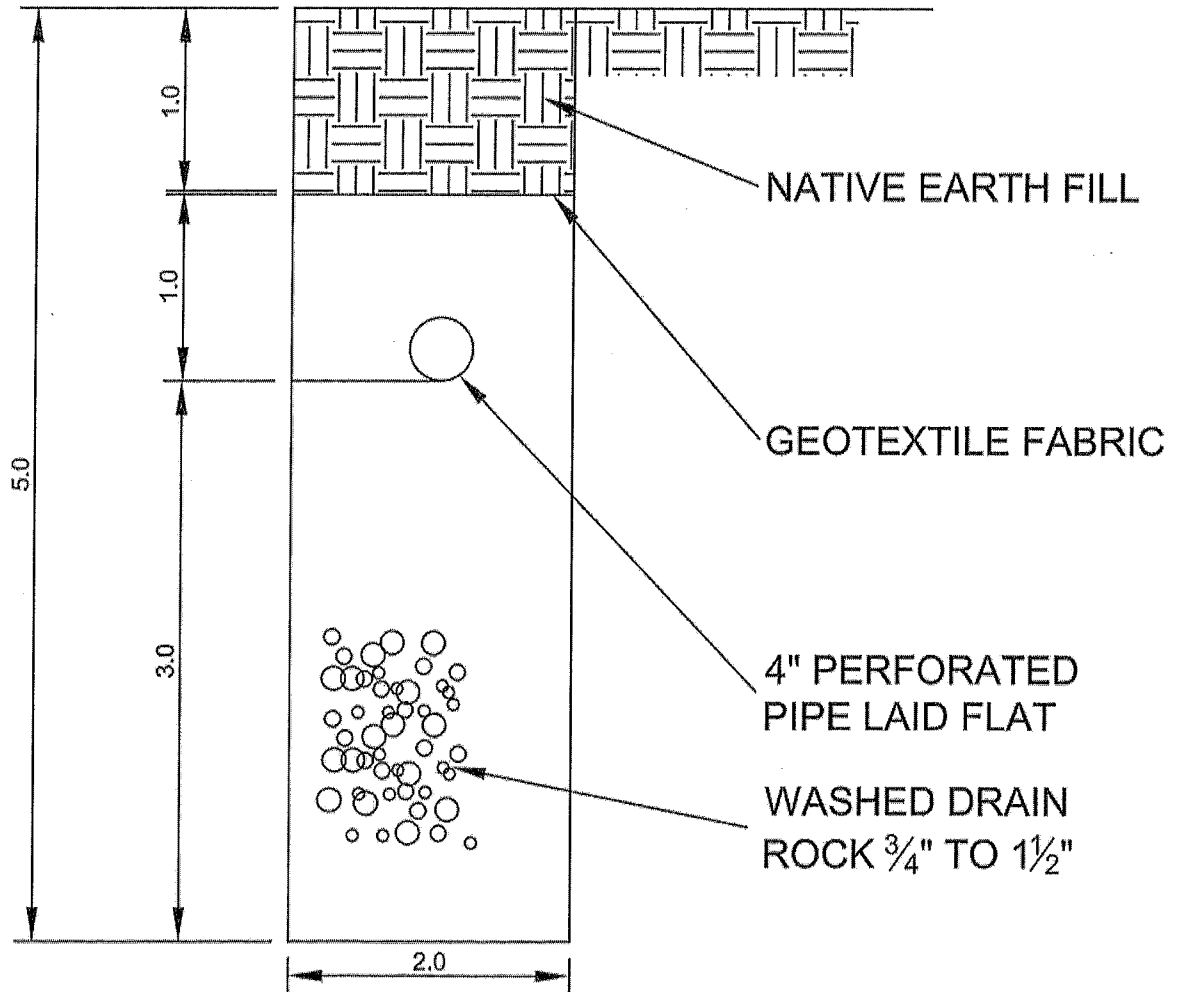 1.0
NATIVE EARTH FILL
1.0
GEOTEXTILE FABRIC
5.0
3.0
4" PERFORATED
PIPE LAID FLAT
WASHED DRAIN
ROCK ¾" TO 1½"
2.0